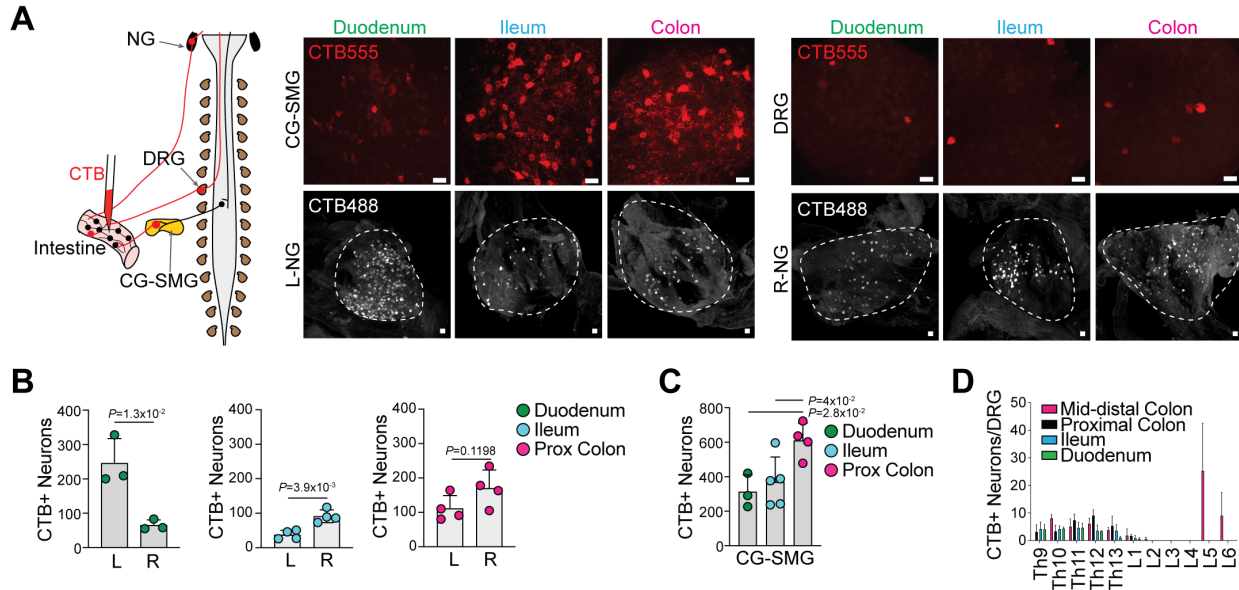 A
NG
DRG
CTB
Intestine
CG-SMG
Duodenum
Ileum
Colon
CTB555
CG-SMG
CTB488
L-NG
Duodenum
Ileum
Colon
CTB555
DRG
CTB488
R-NG
B
CTB+ Neurons
400
300
200
100
0
P=1.3x10-2
L
R
CTB+ Neurons
400
300
200
100
0
P=3.9x10-3
L
R
CTB+ Neurons
400
300
200
100
0
P=0.1198
L
R
Duodenum
Ileum
Prox Colon
C
CTB+ Neurons
800
600
400
200
0
P=4x10-2
P=2.8x10-2
CG-SMG
Duodenum
Ileum
Prox Colon
D
CTB+ Neurons/DRG
50
40
30
20
10
0
Mid-distal Colon
Proximal Colon
Ileum
Duodenum
Th9
Th10
Th11
Th12
Th13
L1
L2
L3
L4
L5
L6